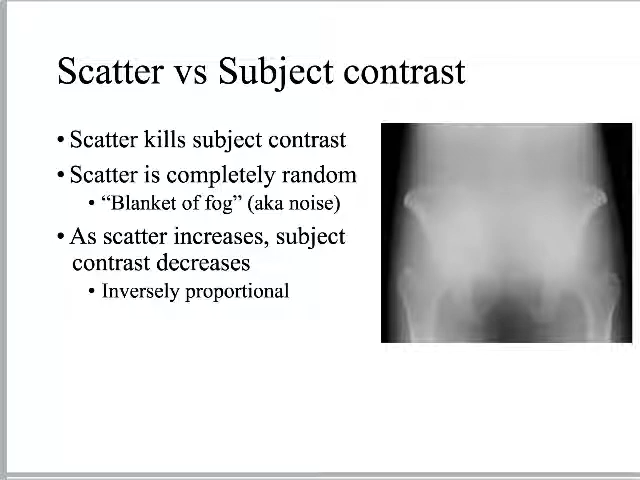 Scatter vs Subject contrast
• Scatter kills subject contrast
• Scatter is completely random
• “Blanket of fog” (aka noise)
• As scatter increases, subject
contrast decreases
• Inversely proportional